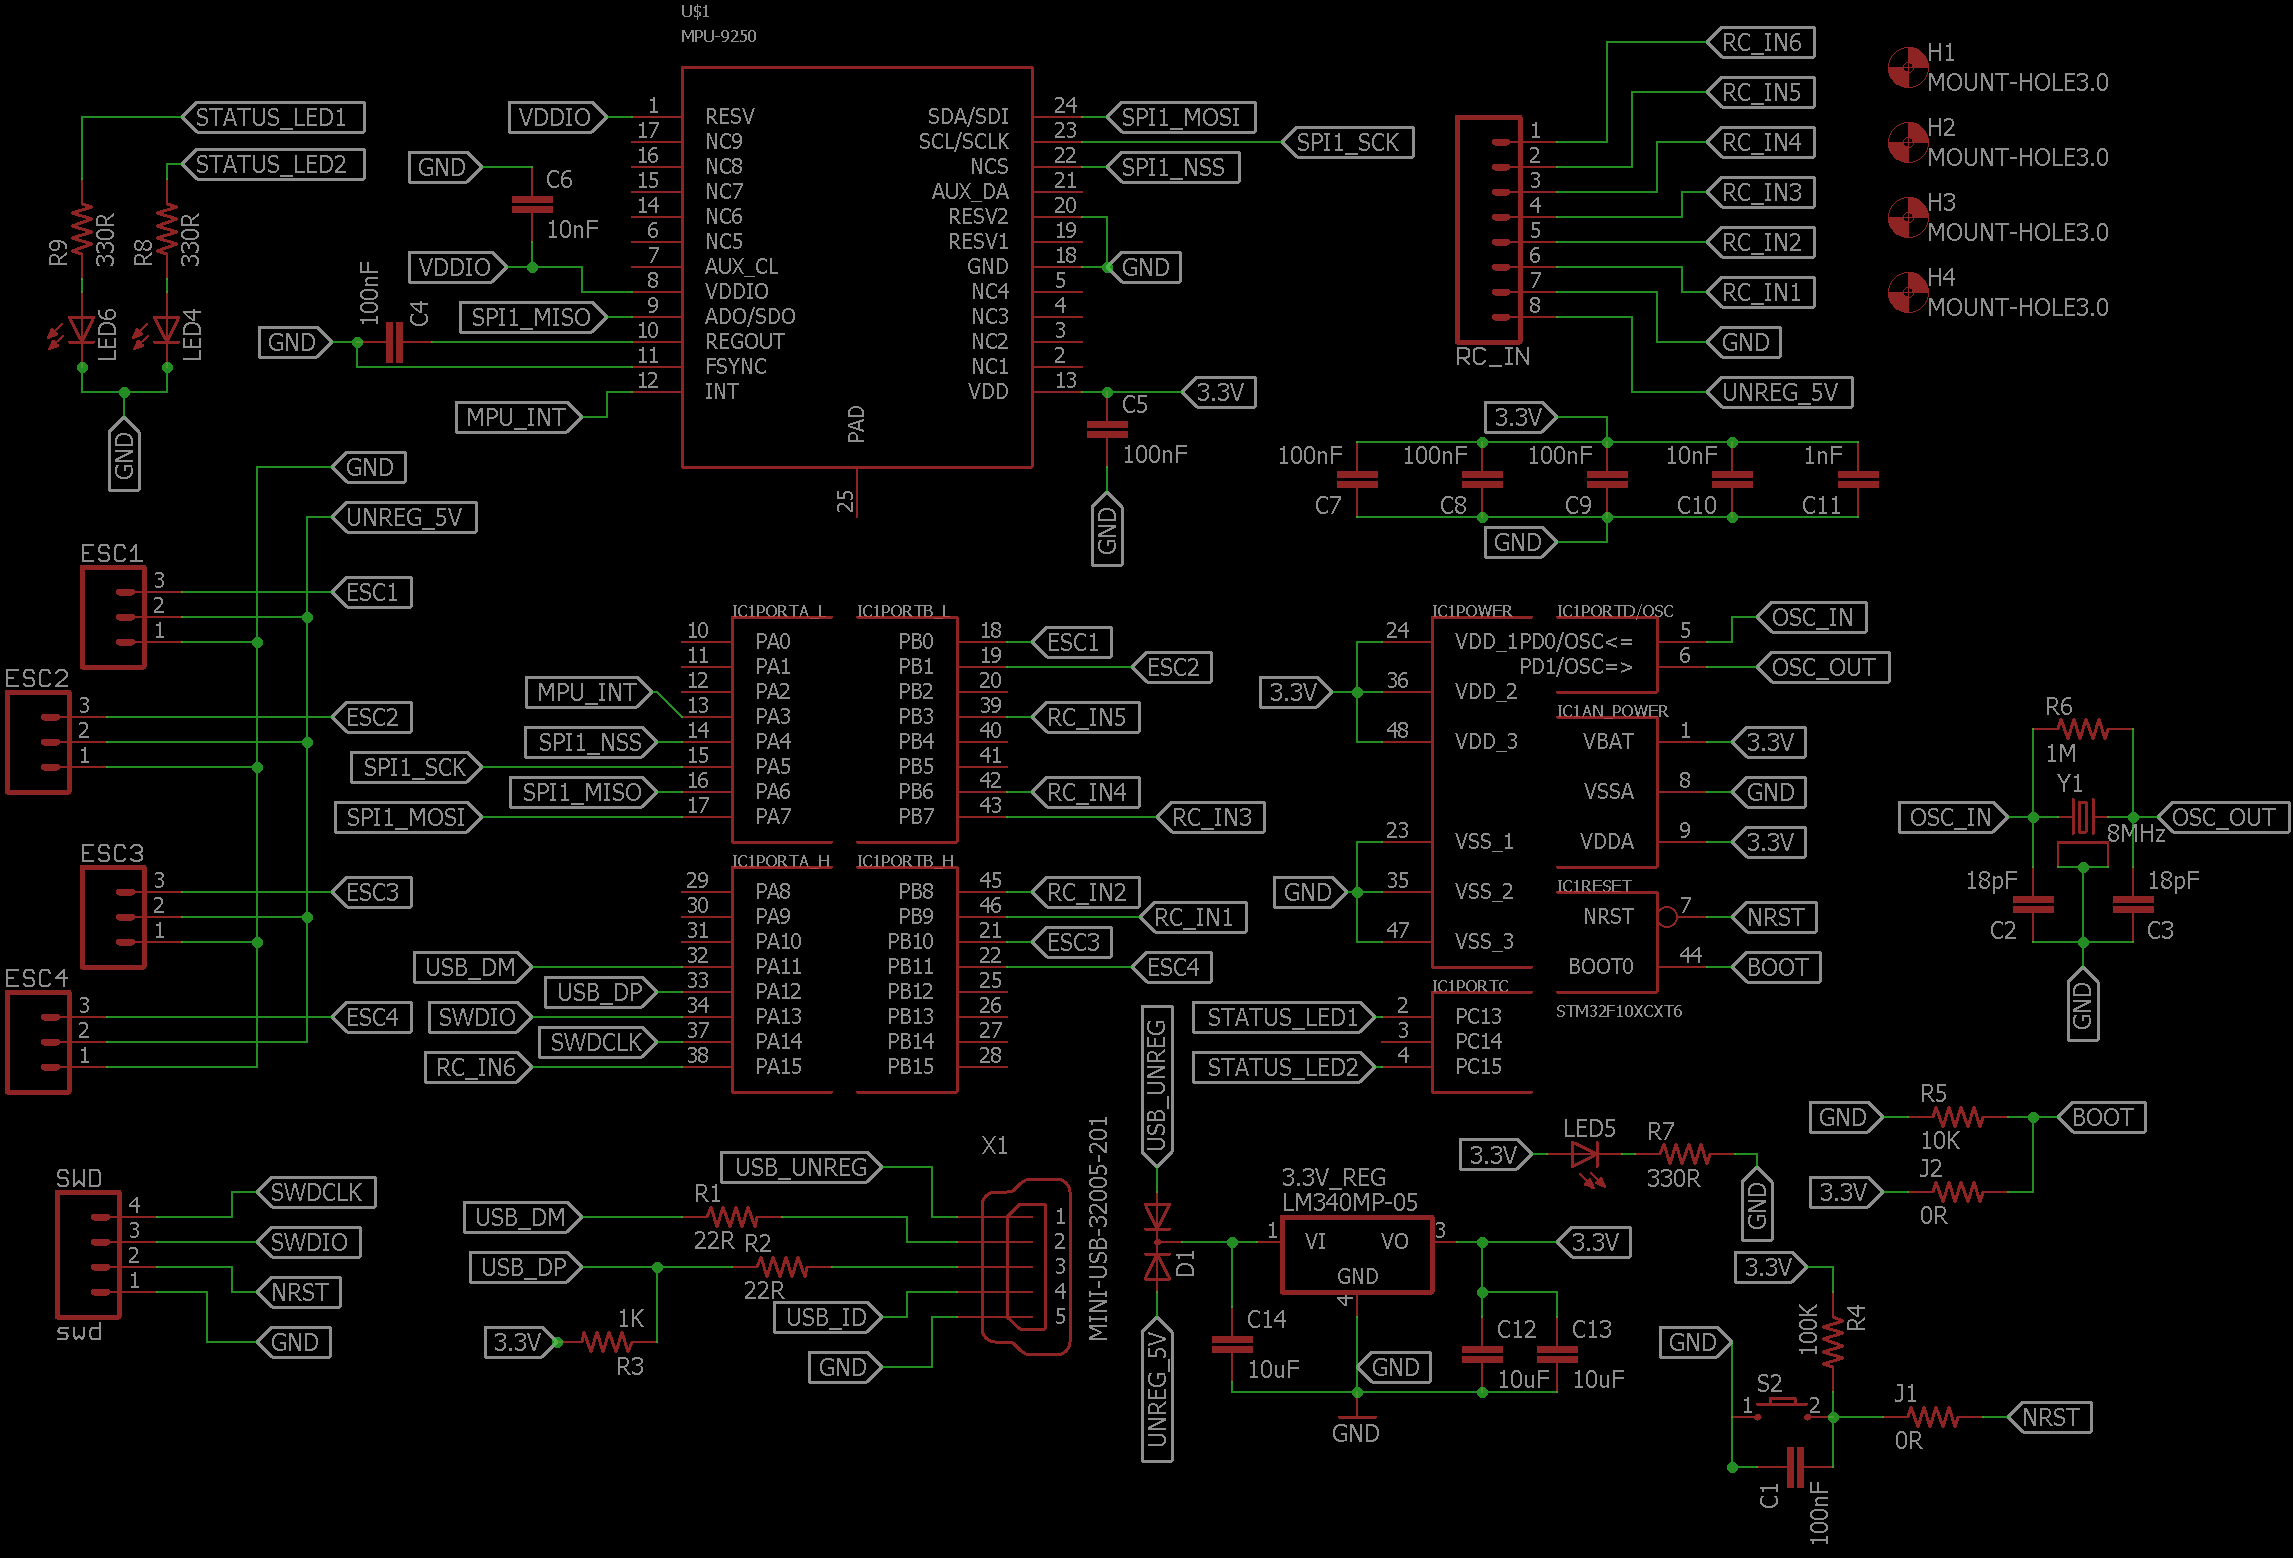 U$1
MPU-9250
STATUS_LED1
STATUS_LED2
R9
330R
R8
330R
LED6
LED4
GND
VDDIO
GND
C6
10nF
VDDIO
SPI1_MISO
100nF
C4
GND
MPU_INT
1 RESV
17 NC9
16 NC8
15 NC7
14 NC6
6 NC5
7 AUX_CL
8 VDDIO
9 ADO/SDO
10 REGOUT
11 FSYNC
12 INT
PAD
25
SDA/SDI 24
SCL/SCLK 23
NCS 22
AUX_DA 21
RESV2 20
RESV1 19
GND 18
NC4 5
NC3 4
NC2 3
NC1 2
VDD 13
SPI1_MOSI
SPI1_SCK
SPI1_NSS
GND
3.3V
C5
100nF
GND
RC_IN
1
2
3
4
5
6
7
8
RC_IN6
RC_IN5
RC_IN4
RC_IN3
RC_IN2
RC_IN1
GND
UNREG_5V
H1
MOUNT-HOLE3.0
H2
MOUNT-HOLE3.0
H3
MOUNT-HOLE3.0
H4
MOUNT-HOLE3.0
3.3V
100nF
100nF
100nF
10nF
1nF
C7
C8
C9
C10
C11
GND
GND
UNREG_5V
ESC1
3
2
1
ESC1
ESC2
3
2
1
ESC2
ESC3
3
2
1
ESC3
ESC4
3
2
1
ESC4
IC1PORTA_L
10 PA0
11 PA1
12 PA2
13 PA3
14 PA4
15 PA5
16 PA6
17 PA7
MPU_INT
SPI1_NSS
SPI1_SCK
SPI1_MISO
SPI1_MOSI
IC1PORTB_L
PB0 18
PB1 19
PB2 20
PB3 39
PB4 40
PB5 41
PB6 42
PB7 43
ESC1
ESC2
RC_IN5
RC_IN4
RC_IN3
IC1PORTA_H
29 PA8
30 PA9
31 PA10
32 PA11
33 PA12
34 PA13
37 PA14
38 PA15
USB_DM
USB_DP
SWDIO
SWDCLK
RC_IN6
IC1PORTB_H
PB8 45
PB9 46
PB10 21
PB11 22
PB12 25
PB13 26
PB14 27
PB15 28
RC_IN2
RC_IN1
ESC3
ESC4
IC1POWER
24 VDD_1
36 VDD_2
48 VDD_3
23 VSS_1
35 VSS_2
47 VSS_3
3.3V
GND
IC1PORTD/OSC
PD0/OSC<= 5
PD1/OSC=> 6
OSC_IN
OSC_OUT
IC1AN_POWER
VBAT 1
VSSA 8
VDDA 9
3.3V
GND
3.3V
IC1RESET
NRST 7
BOOT0 44
NRST
BOOT
STM32F10XCXT6
IC1PORTC
2 PC13
3 PC14
4 PC15
STATUS_LED1
STATUS_LED2
R6
1M
Y1
8MHz
OSC_IN
OSC_OUT
18pF
18pF
C2
C3
GND
SWD
4
3
2
1
swd
SWDCLK
SWDIO
NRST
GND
USB_UNREG
R1
USB_DM
22R
R2
USB_DP
22R
USB_ID
1K
3.3V
R3
GND
X1
1
2
3
4
5
MINI-USB-32005-201
USB_UNREG
D1
UNREG_5V
3.3V_REG
LM340MP-05
1 VI
VO 3
GND
4
C14
10uF
GND
C12
10uF
C13
10uF
3.3V
GND
3.3V
LED5
R7
330R
GND
GND
R5
10K
BOOT
3.3V
J2
0R
3.3V
100K
R4
GND
S2
1
2
J1
0R
NRST
C1
100nF